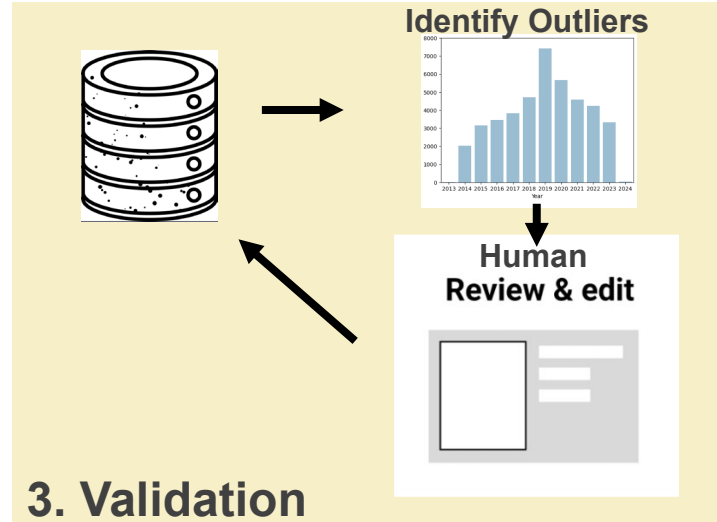 Identify Outliers
8000
7000
6000
5000
4000
3000
2000
1000
0
2013 2014 2015 2016 2017 2018 2019 2020 2021 2022 2023 2024
Year
Human
Review & edit
3. Validation